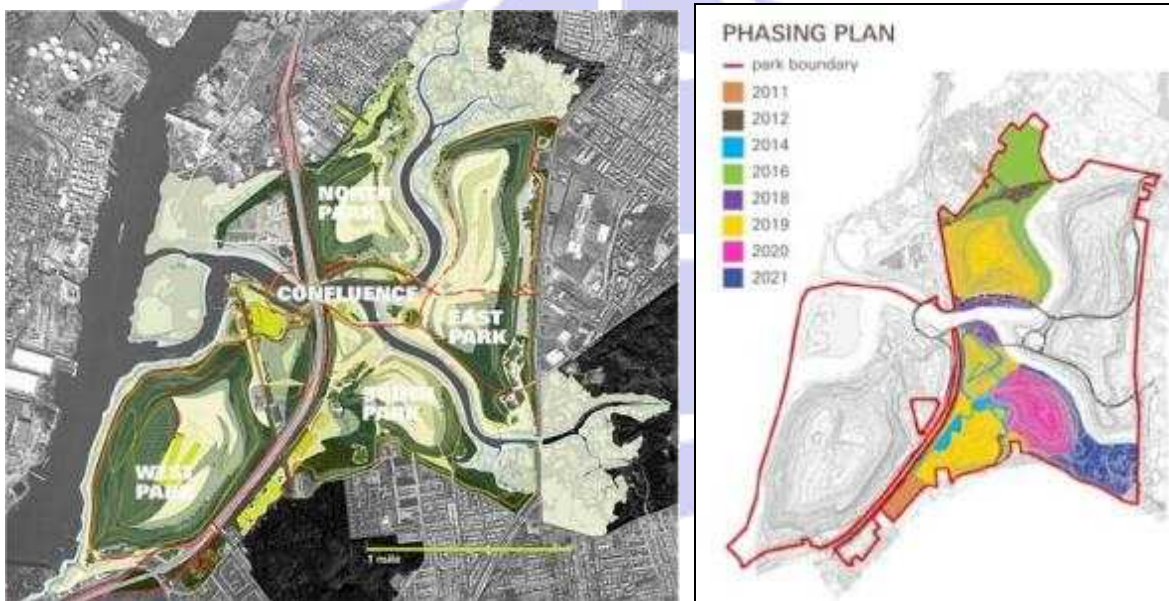 NORTH
PARK
CONFLUENCE
EAST
PARK
SOUTH
PARK
WEST
PARK
1 mile
PHASING PLAN
park boundary
2011
2012
2014
2016
2018
2019
2020
2021